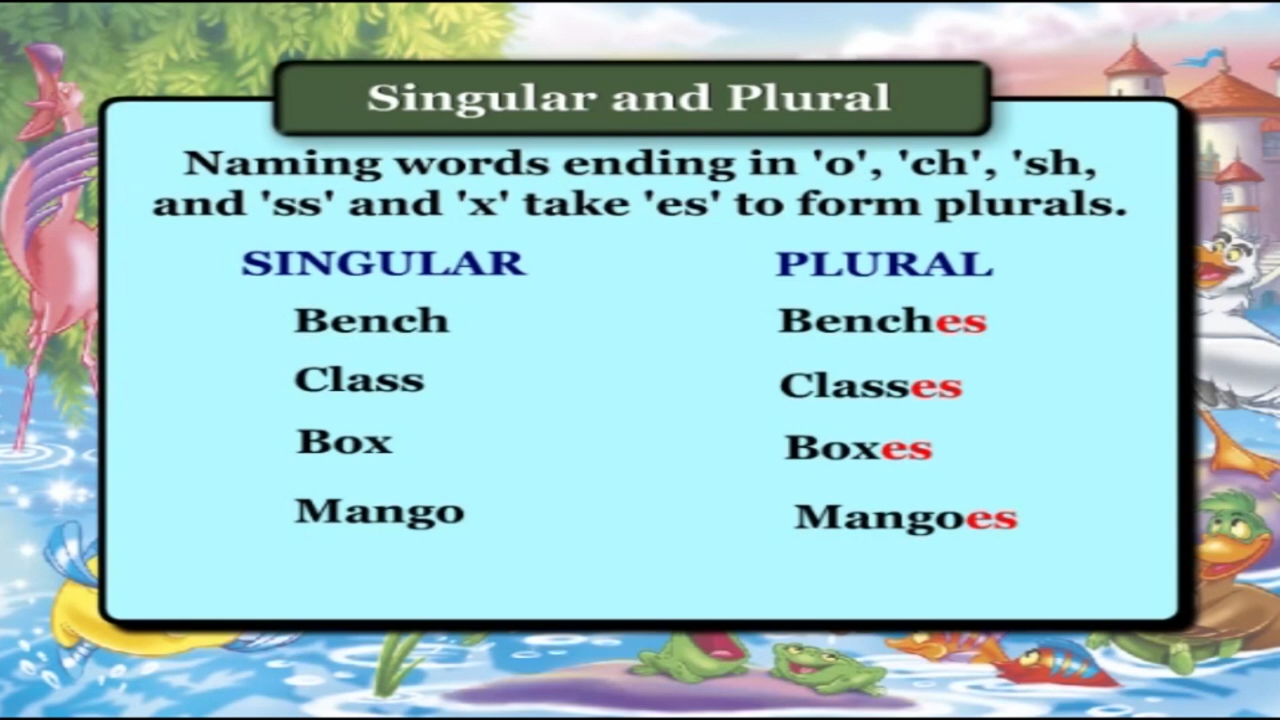 Singular and Plural
Naming words ending in 'o', 'ch', 'sh,
and 'ss' and 'x' take 'es' to form plurals.
SINGULAR PLURAL
Bench Benches
Class Classes
Box Boxes
Mango Mangoes